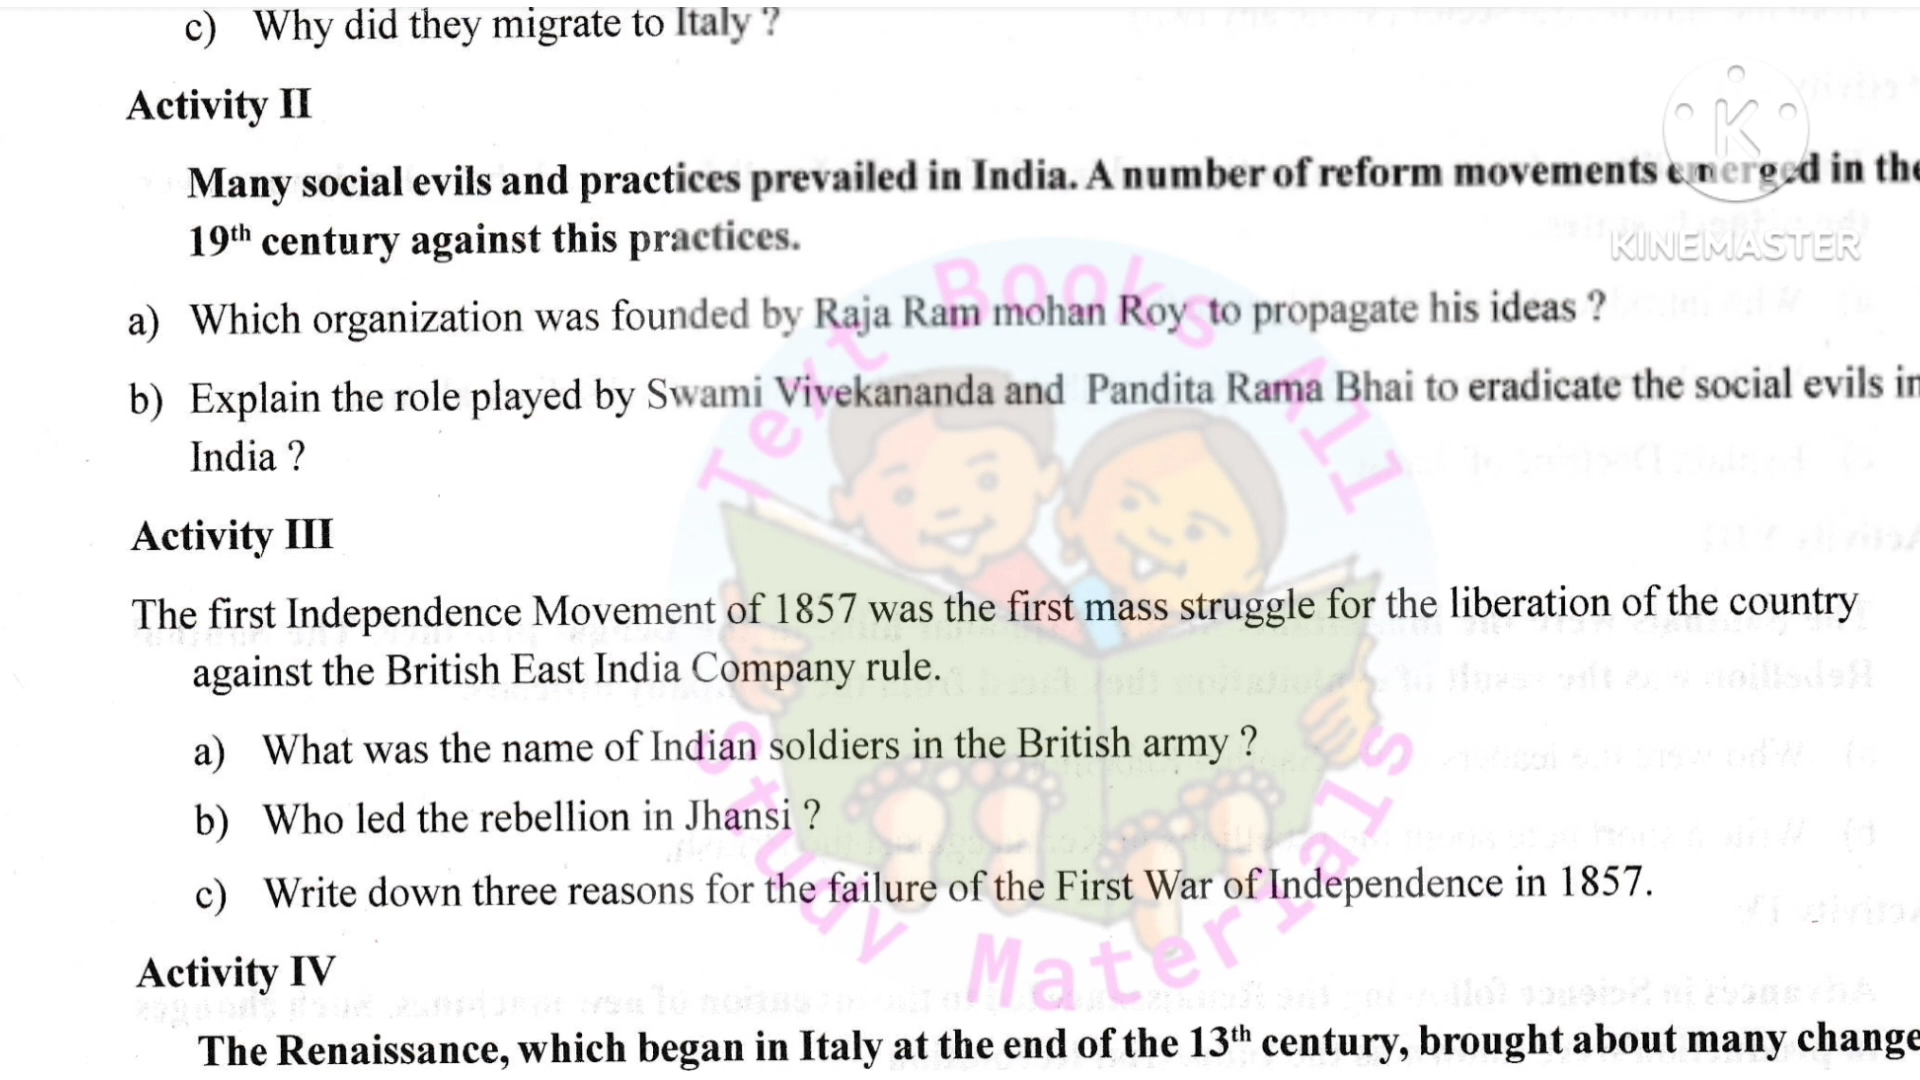 c) Why did they migrate to Italy ?
Activity II
Many social evils and practices prevailed in India. A number of reform movements emerged in the
19th century against this practices.
KINEMASTER
a) Which organization was founded by Raja Ram mohan Roy to propagate his ideas ?
b) Explain the role played by Swami Vivekananda and Pandita Rama Bhai to eradicate the social evils in
India ?
Activity III
The first Independence Movement of 1857 was the first mass struggle for the liberation of the country
against the British East India Company rule.
a) What was the name of Indian soldiers in the British army ?
b) Who led the rebellion in Jhansi ?
c) Write down three reasons for the failure of the First War of Independence in 1857.
Activity IV
The Renaissance, which began in Italy at the end of the 13th century, brought about many change
Text Books All
Study Materials
K